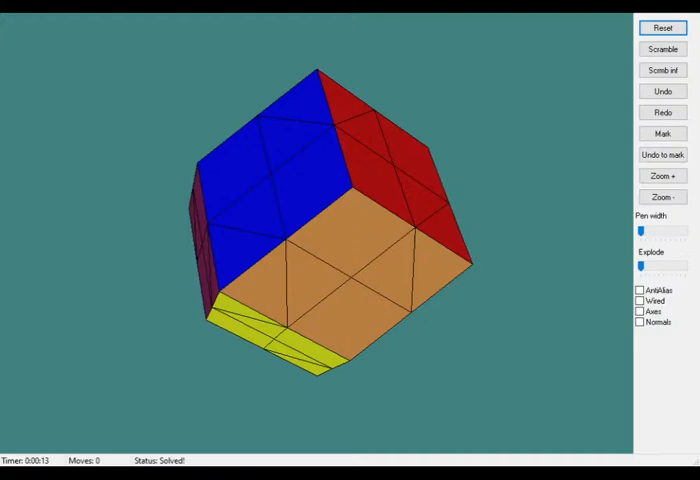 Reset
Scramble
Scrmb inf
Undo
Redo
Mark
Undo to mark
Zoom +
Zoom -
Pen width
Explode
AntiAlias
Wired
Axes
Normals
Timer: 0:00:13 Moves: 0 Status: Solved!